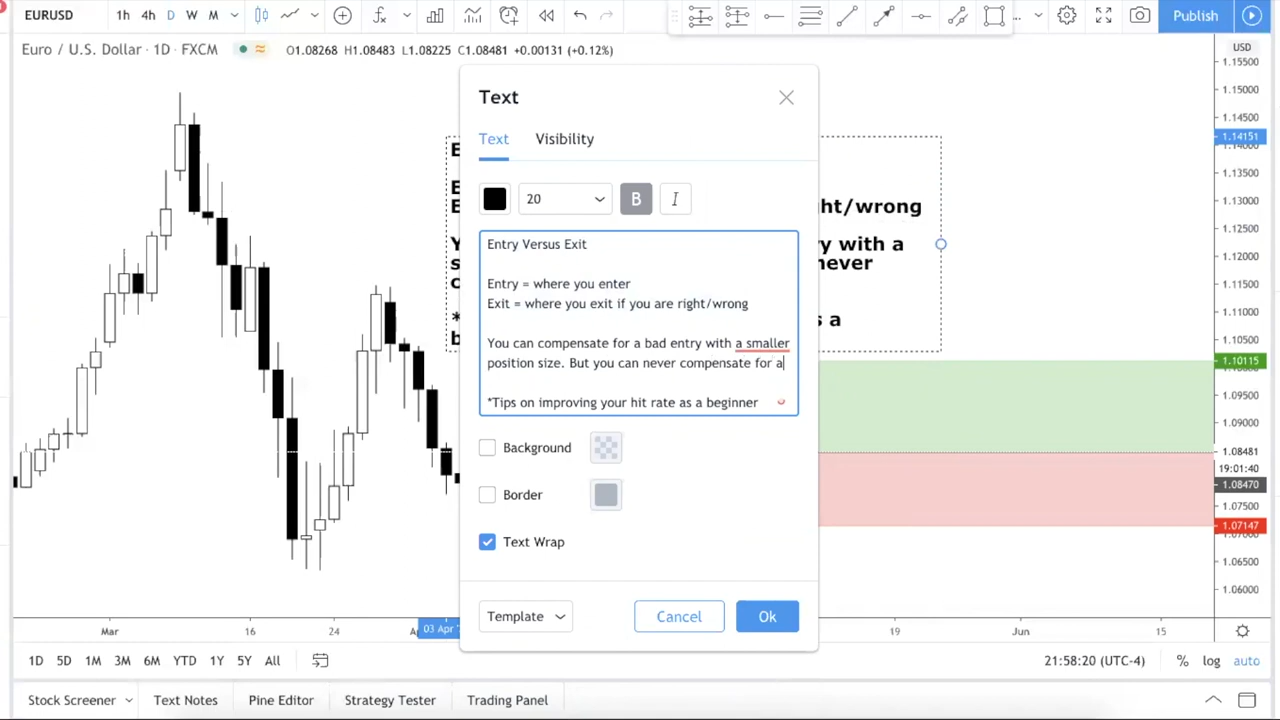 EURUSD 1h 4h D W M Publish
Euro / U.S. Dollar · 1D · FXCM O1.08268 H1.08483 L1.08225 C1.08481 +0.00131 (+0.12%)
USD
1.15500
1.15000
1.14500
1.14151
1.14000
1.13500
1.13000
1.12500
1.12000
1.11500
1.11000
1.10500
1.10115
1.09500
1.09000
1.08481
19:01:40
1.08470
1.07500
1.07147
1.07000
1.06500
1.06000
ht/wrong
y with a
never
s a
Text
Text Visibility
20 B I
Entry Versus Exit
Entry = where you enter
Exit = where you exit if you are right/wrong
You can compensate for a bad entry with a smaller
position size. But you can never compensate for a
*Tips on improving your hit rate as a beginner
Background
Border
Text Wrap
Template Cancel Ok
Mar 16 24 03 Apr 19 Jun 15
1D 5D 1M 3M 6M YTD 1Y 5Y All 21:58:20 (UTC-4) % log auto
Stock Screener Text Notes Pine Editor Strategy Tester Trading Panel